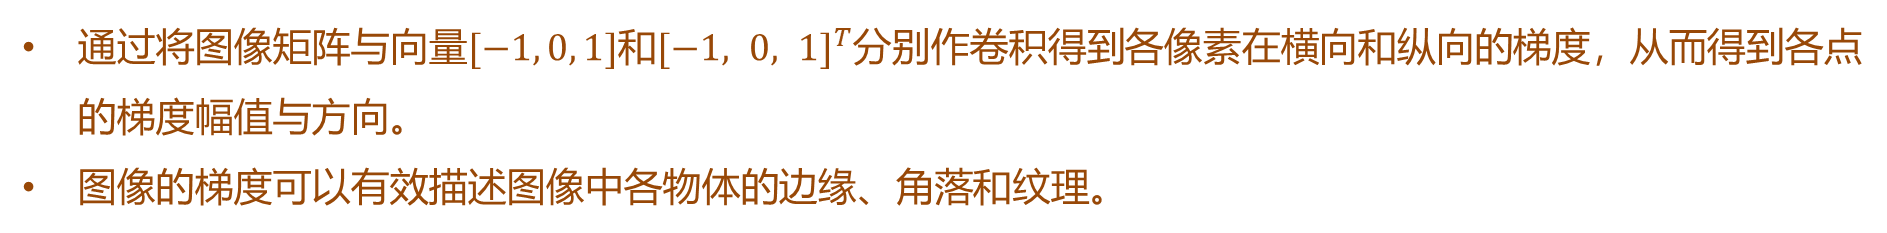 • 通过将图像矩阵与向量[−1, 0, 1]和[−1, 0, 1]ᵀ分别作卷积得到各像素在横向和纵向的梯度，从而得到各点
的梯度幅值与方向。
• 图像的梯度可以有效描述图像中各物体的边缘、角落和纹理。